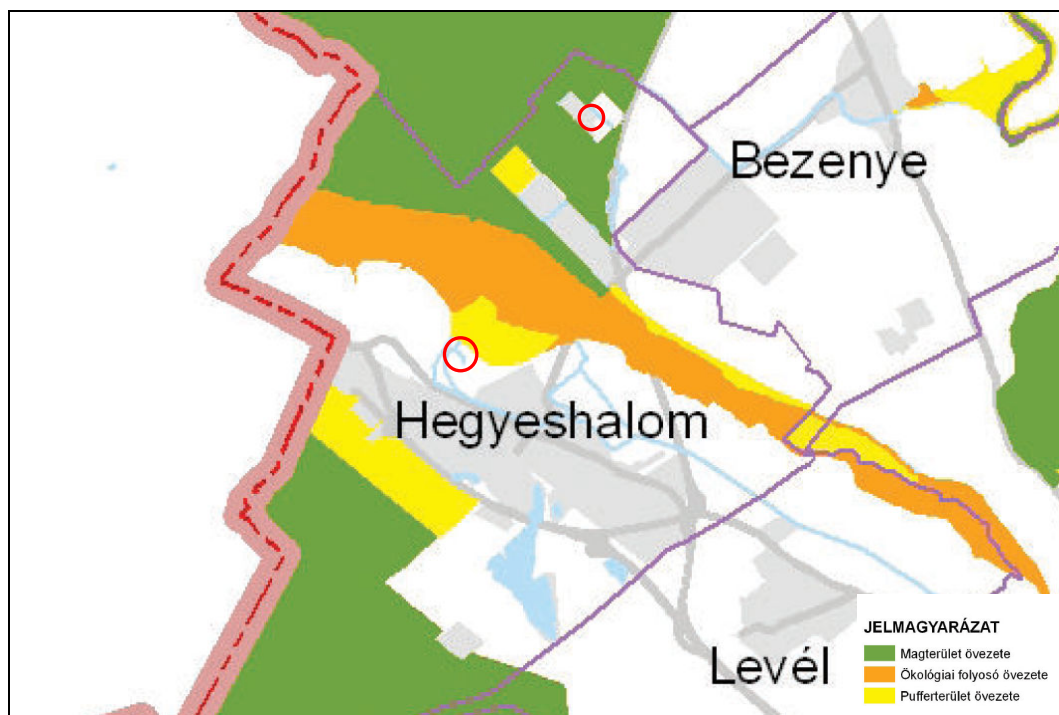 Bezenye
Hegyeshalom
Levél
JELMAGYARÁZAT
Magterület övezete
Ökológiai folyosó övezete
Pufferterület övezete